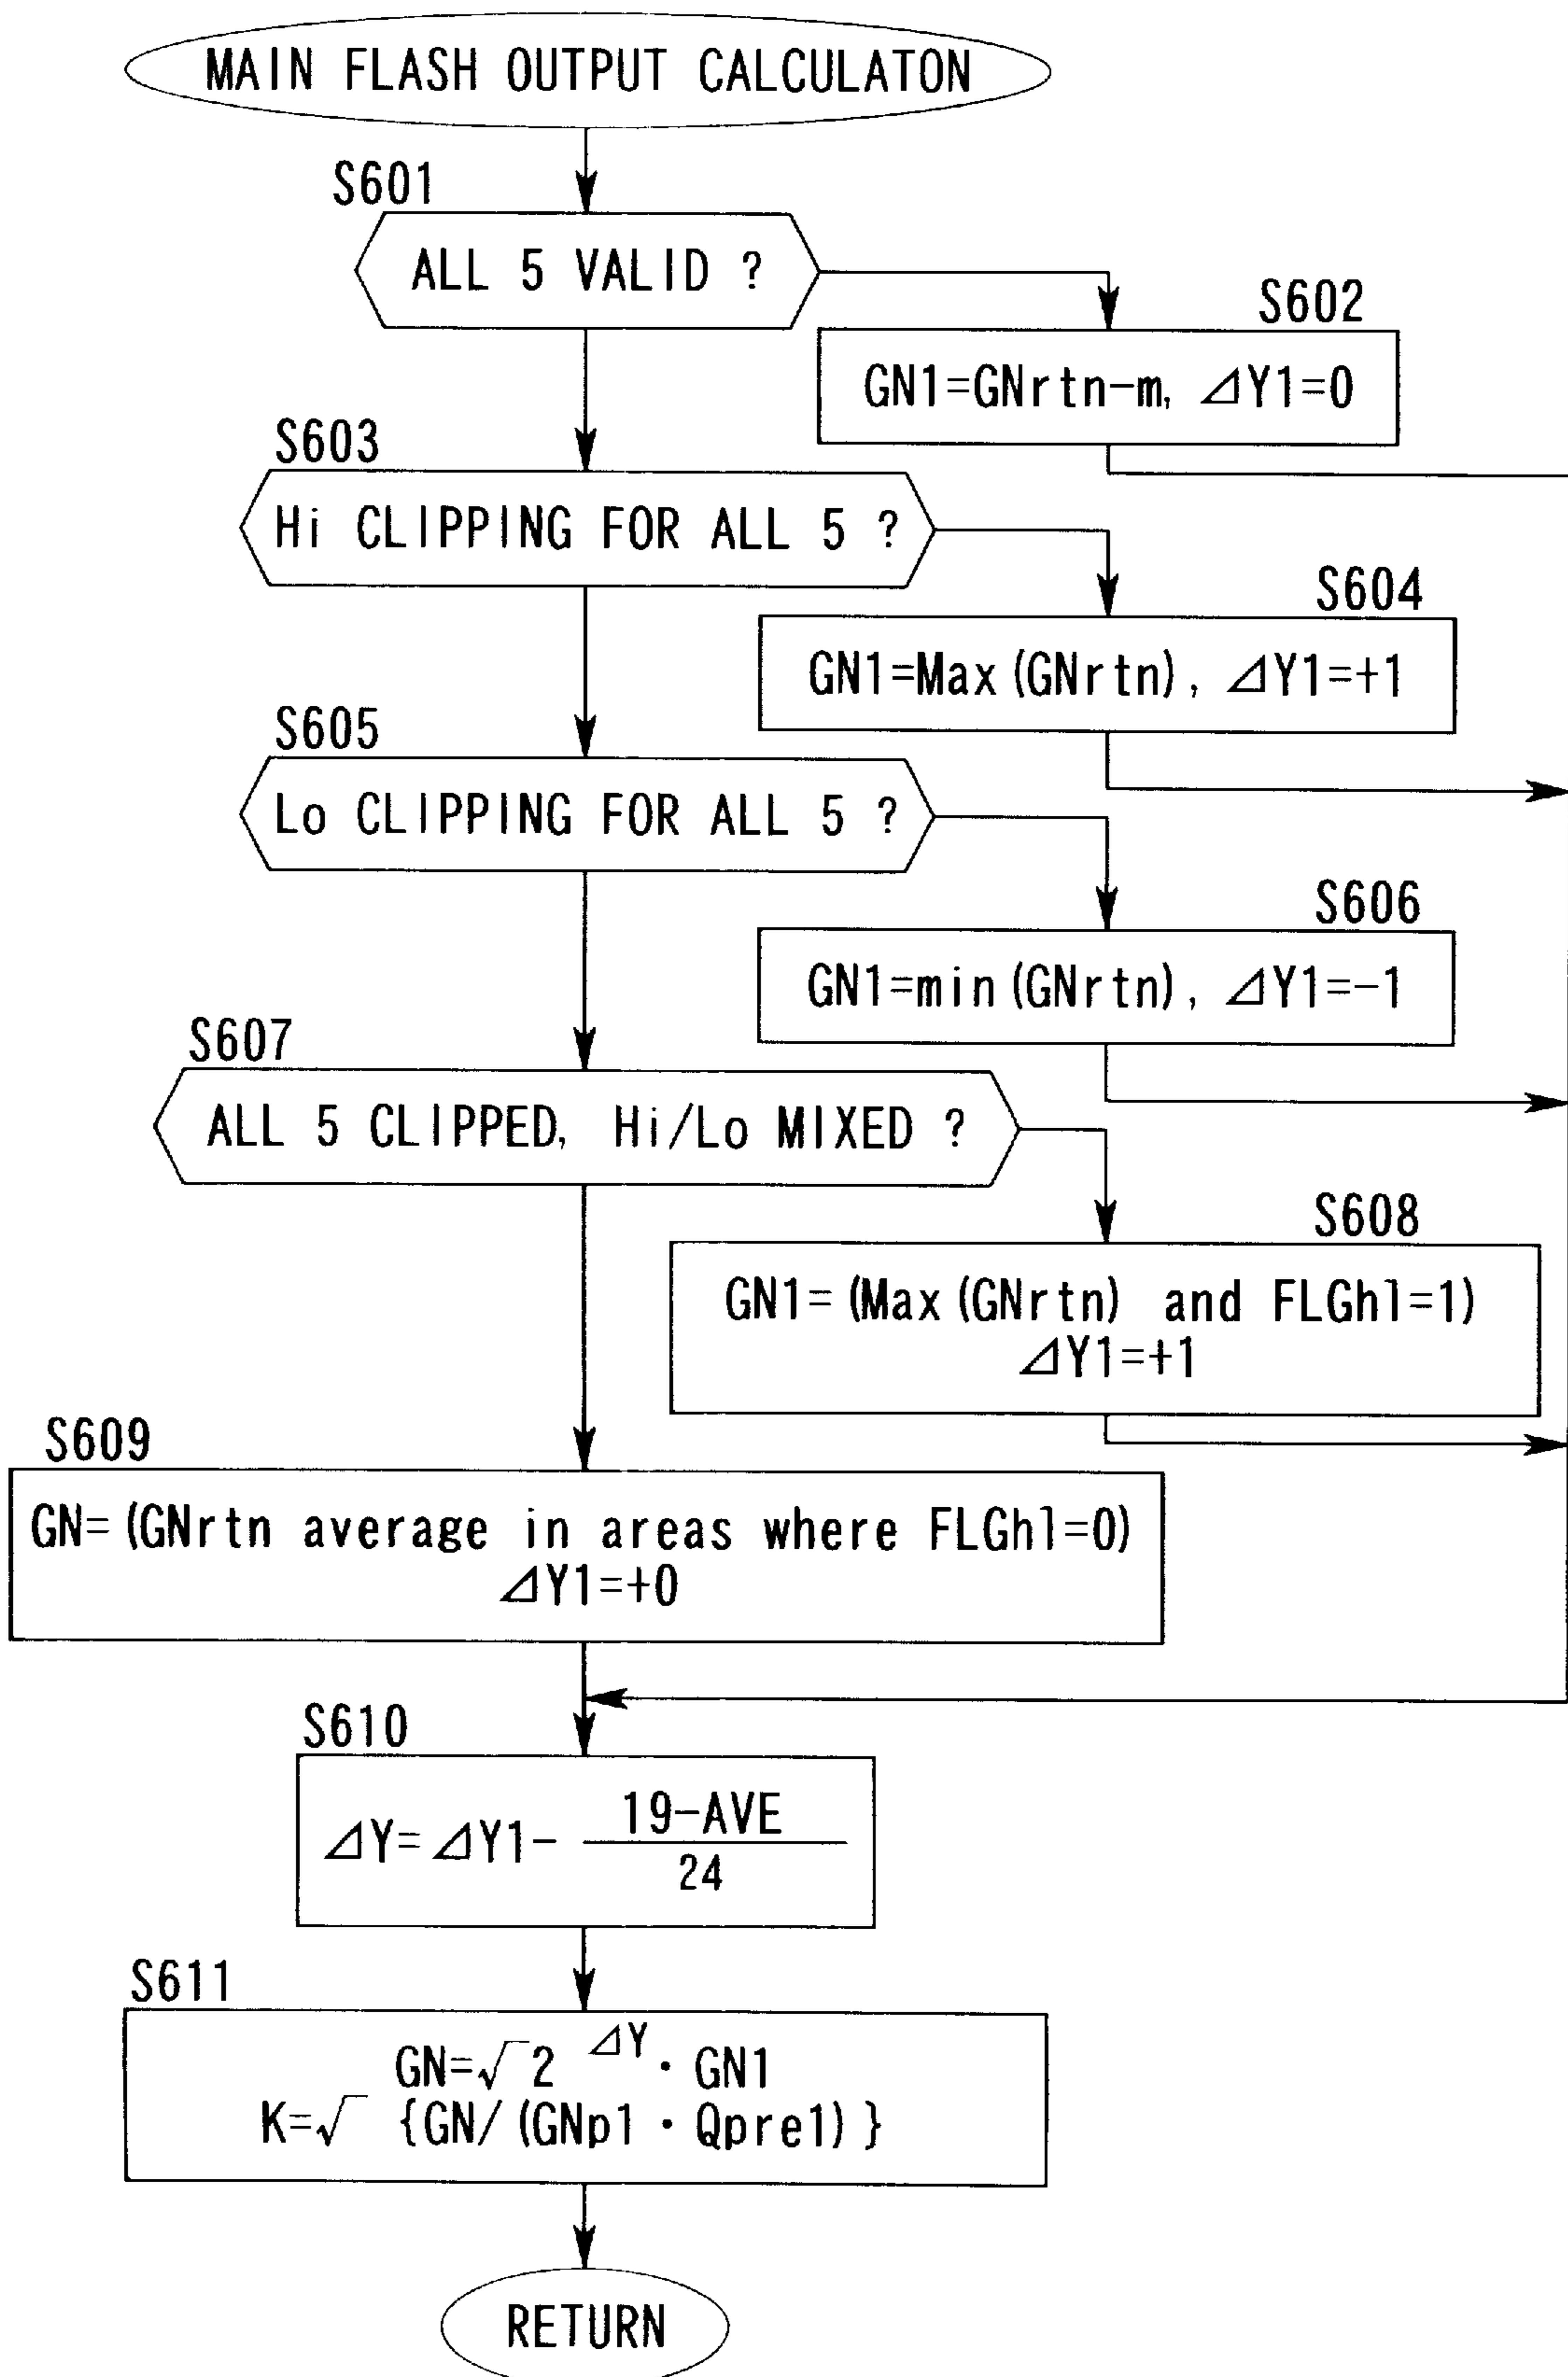 MAIN FLASH OUTPUT CALCULATON
S601
ALL 5 VALID ?
S602
GN1=GNrtn-m, ⊿Y1=0
S603
Hi CLIPPING FOR ALL 5 ?
S604
GN1=Max(GNrtn), ⊿Y1=+1
S605
Lo CLIPPING FOR ALL 5 ?
S606
GN1=min(GNrtn), ⊿Y1=-1
S607
ALL 5 CLIPPED, Hi/Lo MIXED ?
S608
GN1=(Max(GNrtn) and FLGhl=1)
⊿Y1=+1
S609
GN=(GNrtn average in areas where FLGhl=0)
⊿Y1=+0
S610
⊿Y=⊿Y1- 19-AVE
24
S611
GN=√2 ⊿Y · GN1
K=√ {GN/(GNp1 · Qpre1)}
RETURN